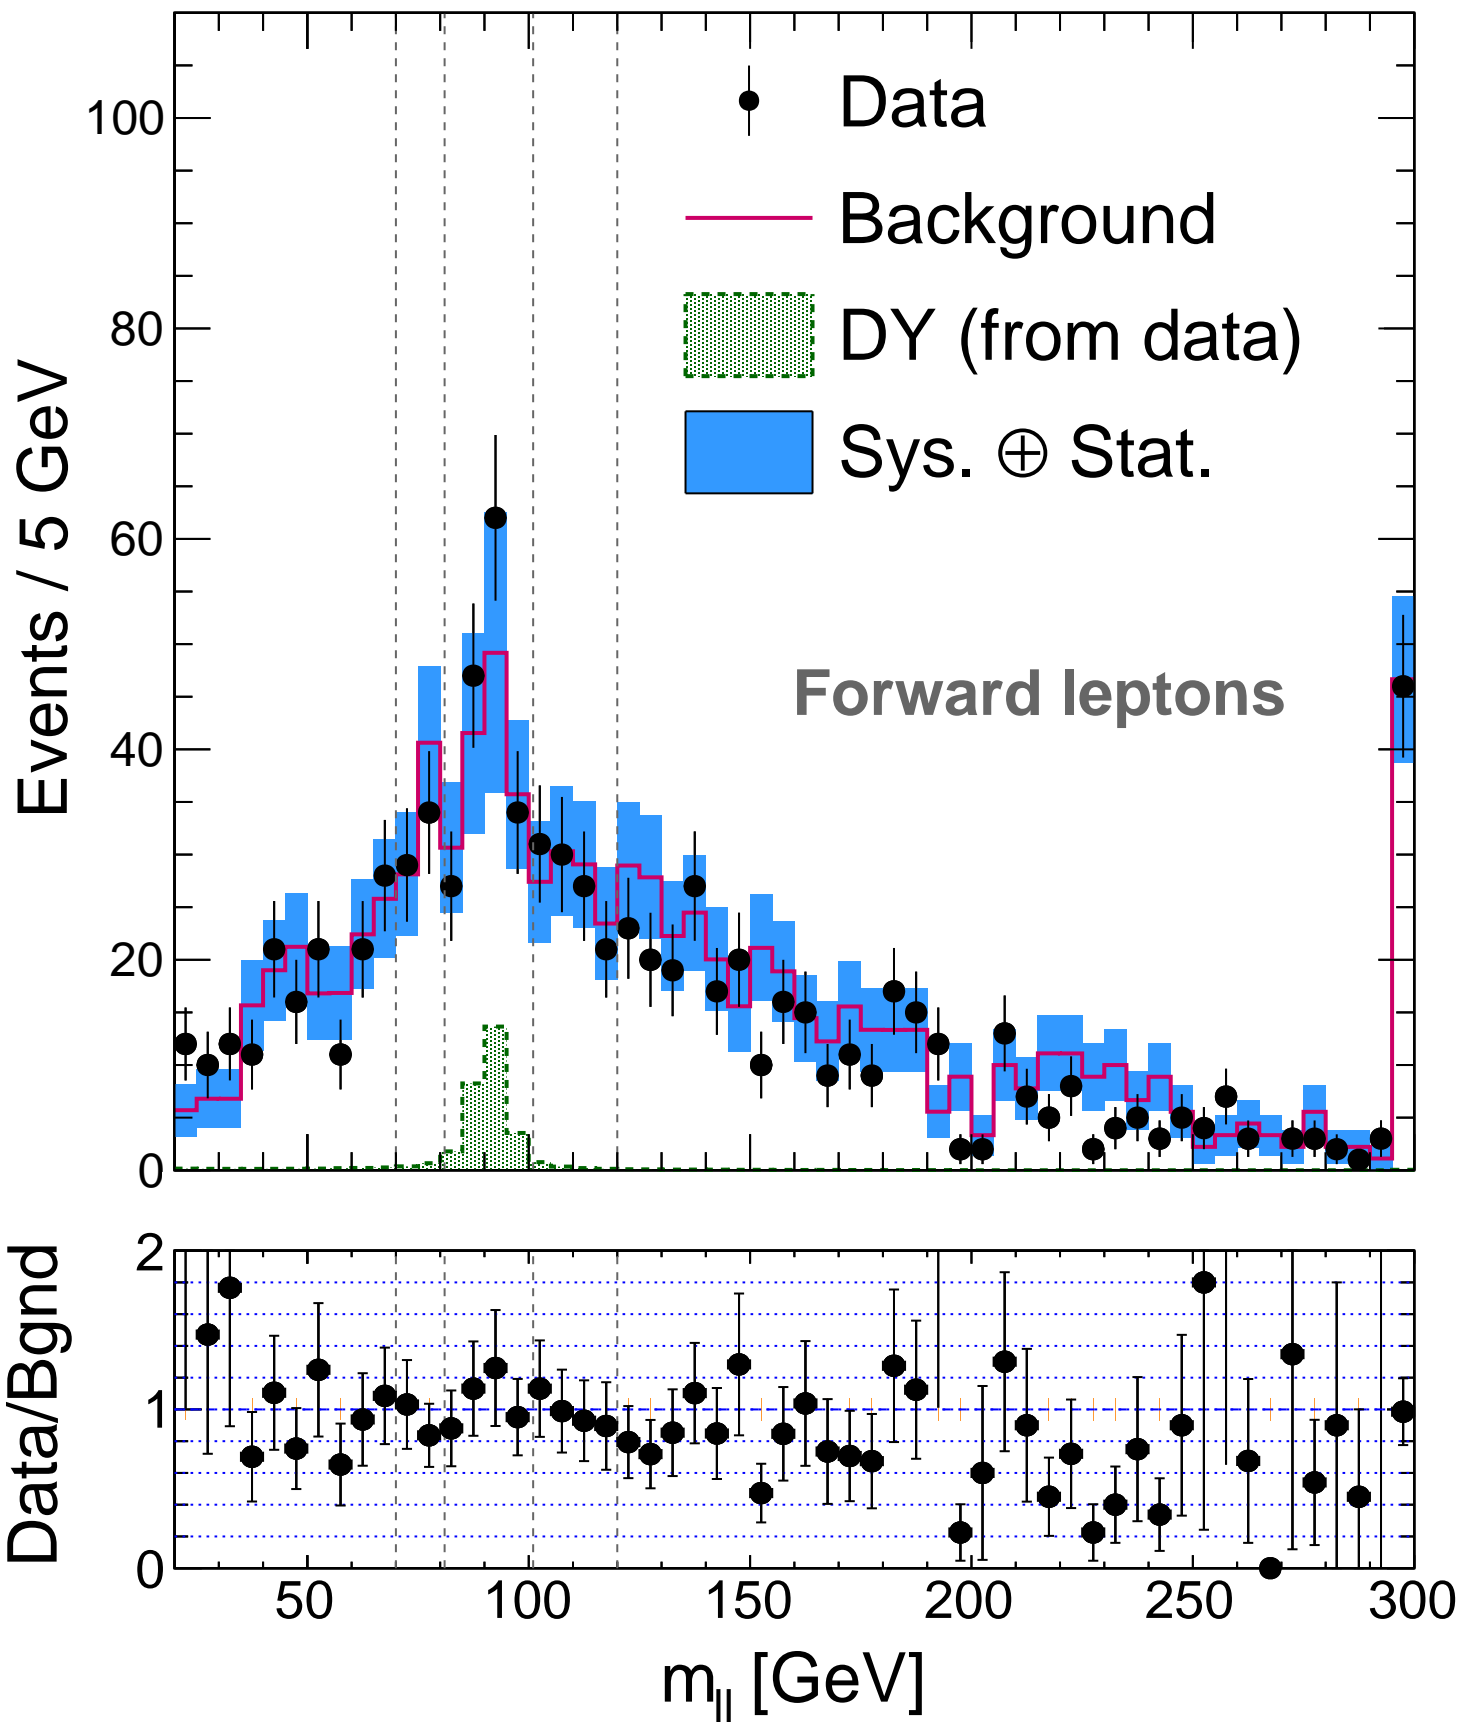 Data
Background
DY (from data)
Sys. ⊕ Stat.
Forward leptons
Events / 5 GeV
100
80
60
40
20
0
Data/Bgnd
2
1
0
50 100 150 200 250 300
m_ll [GeV]